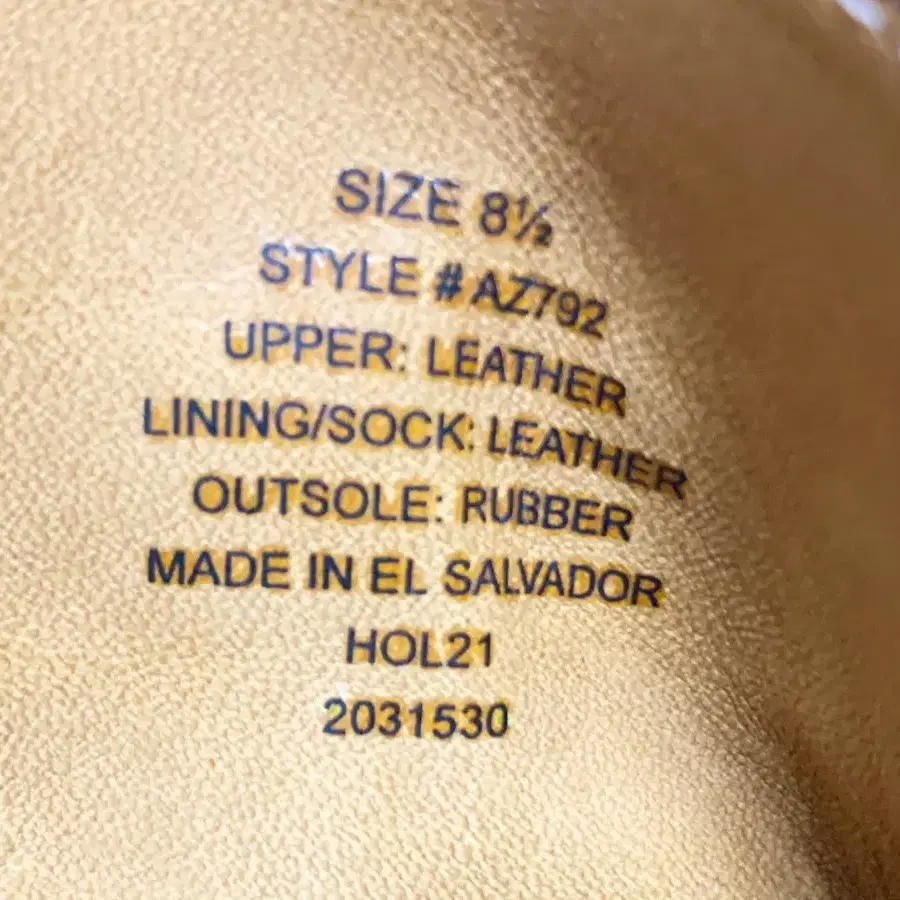 SIZE 8½
STYLE # AZ792
UPPER: LEATHER
LINING/SOCK: LEATHER
OUTSOLE: RUBBER
MADE IN EL SALVADOR
HOL21
2031530